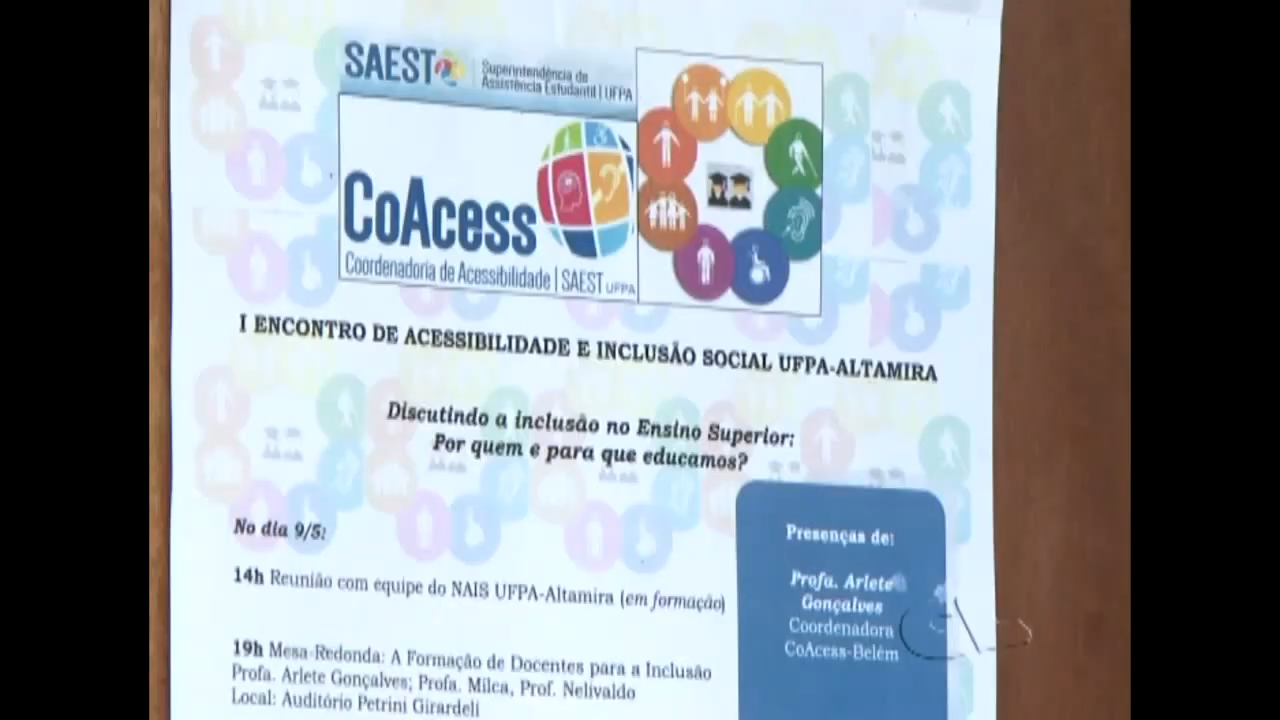 SAEST
Superintendência de
Assistência Estudantil | UFPA
CoAcess
Coordenadoria de Acessibilidade | SAEST UFPA
I ENCONTRO DE ACESSIBILIDADE E INCLUSÃO SOCIAL UFPA-ALTAMIRA
Discutindo a inclusão no Ensino Superior:
Por quem e para que educamos?
No dia 9/5:
14h Reunião com equipe do NAIS UFPA-Altamira (em formação)
19h Mesa-Redonda: A Formação de Docentes para a Inclusão
Profa. Arlete Gonçalves; Profa. Milca, Prof. Nelivaldo
Local: Auditório Petrini Girardeli
Presenças de:
Profa. Arlete
Gonçalves
Coordenadora
CoAcess-Belém